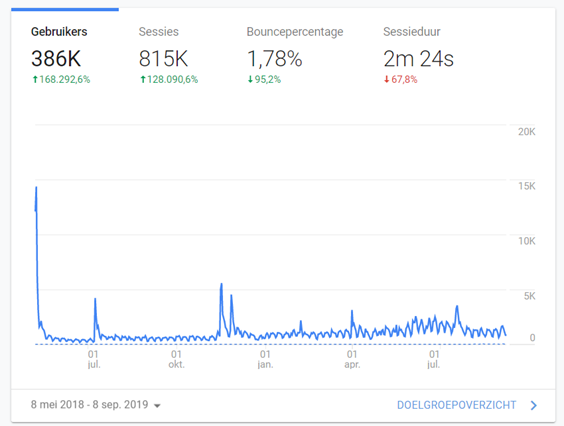 Gebruikers Sessies Bouncepercentage Sessieduur
386K 815K 1,78% 2m 24s
168.292,6% 128.090,6% 95,2% 67,8%
20K
15K
10K
5K
0
01 01 01 01 01
jul. okt. jan. apr. jul.
8 mei 2018 - 8 sep. 2019 DOELGROEPOVERZICHT